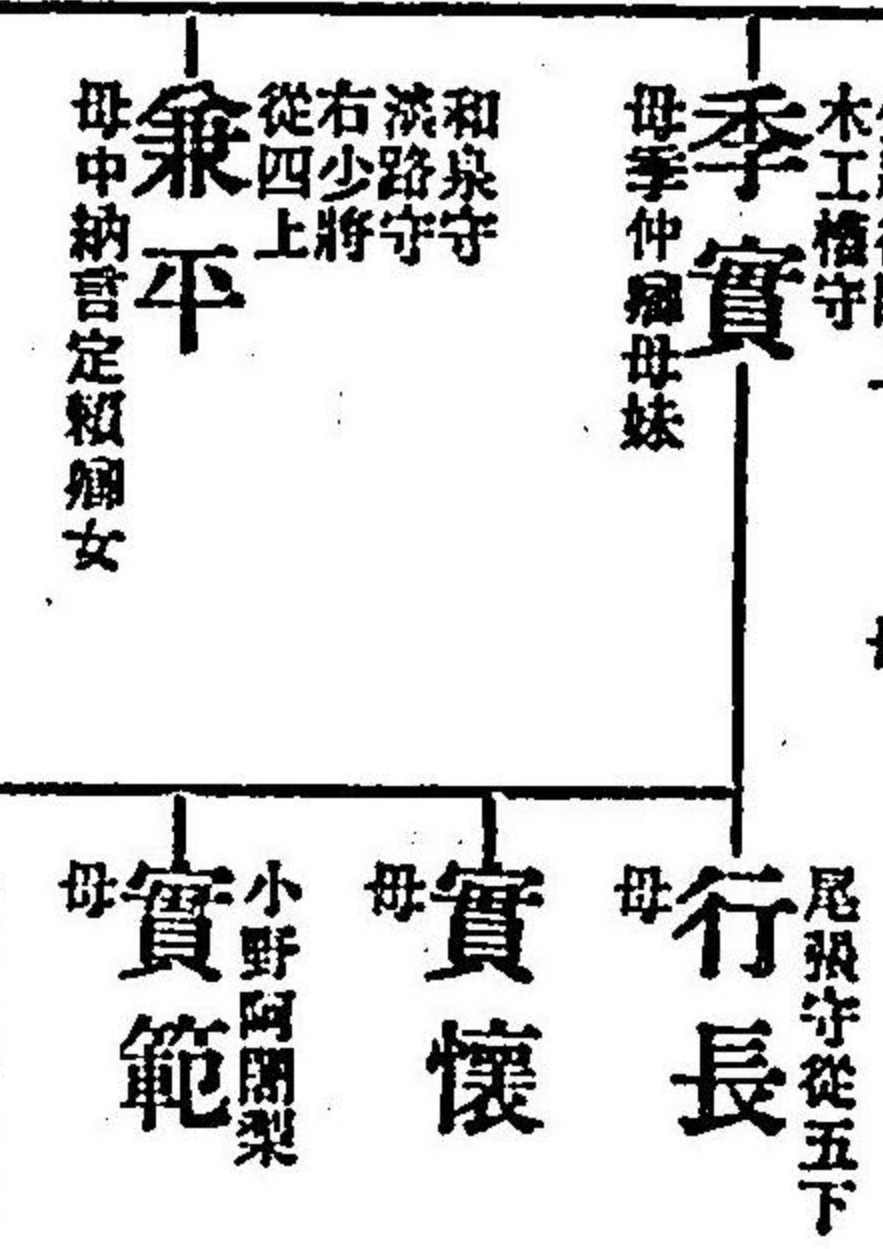 木工權守
季實
母季仲卿母妹
和泉守
淡路守
右少將
從四上
兼平
母中納言定賴卿女
尾張守從五下
行長
母
實懷
母
小野阿闍梨
實範
母